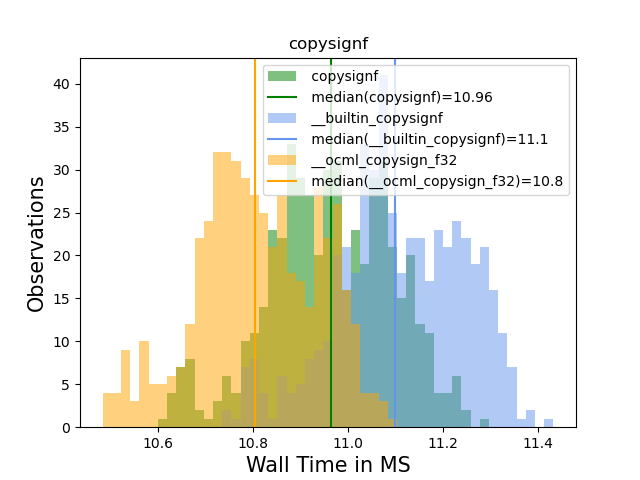 copysignf
copysignf
median(copysignf)=10.96
__builtin_copysignf
median(__builtin_copysignf)=11.1
__ocml_copysign_f32
median(__ocml_copysign_f32)=10.8
Observations
40
35
30
25
20
15
10
5
0
10.6 10.8 11.0 11.2 11.4
Wall Time in MS